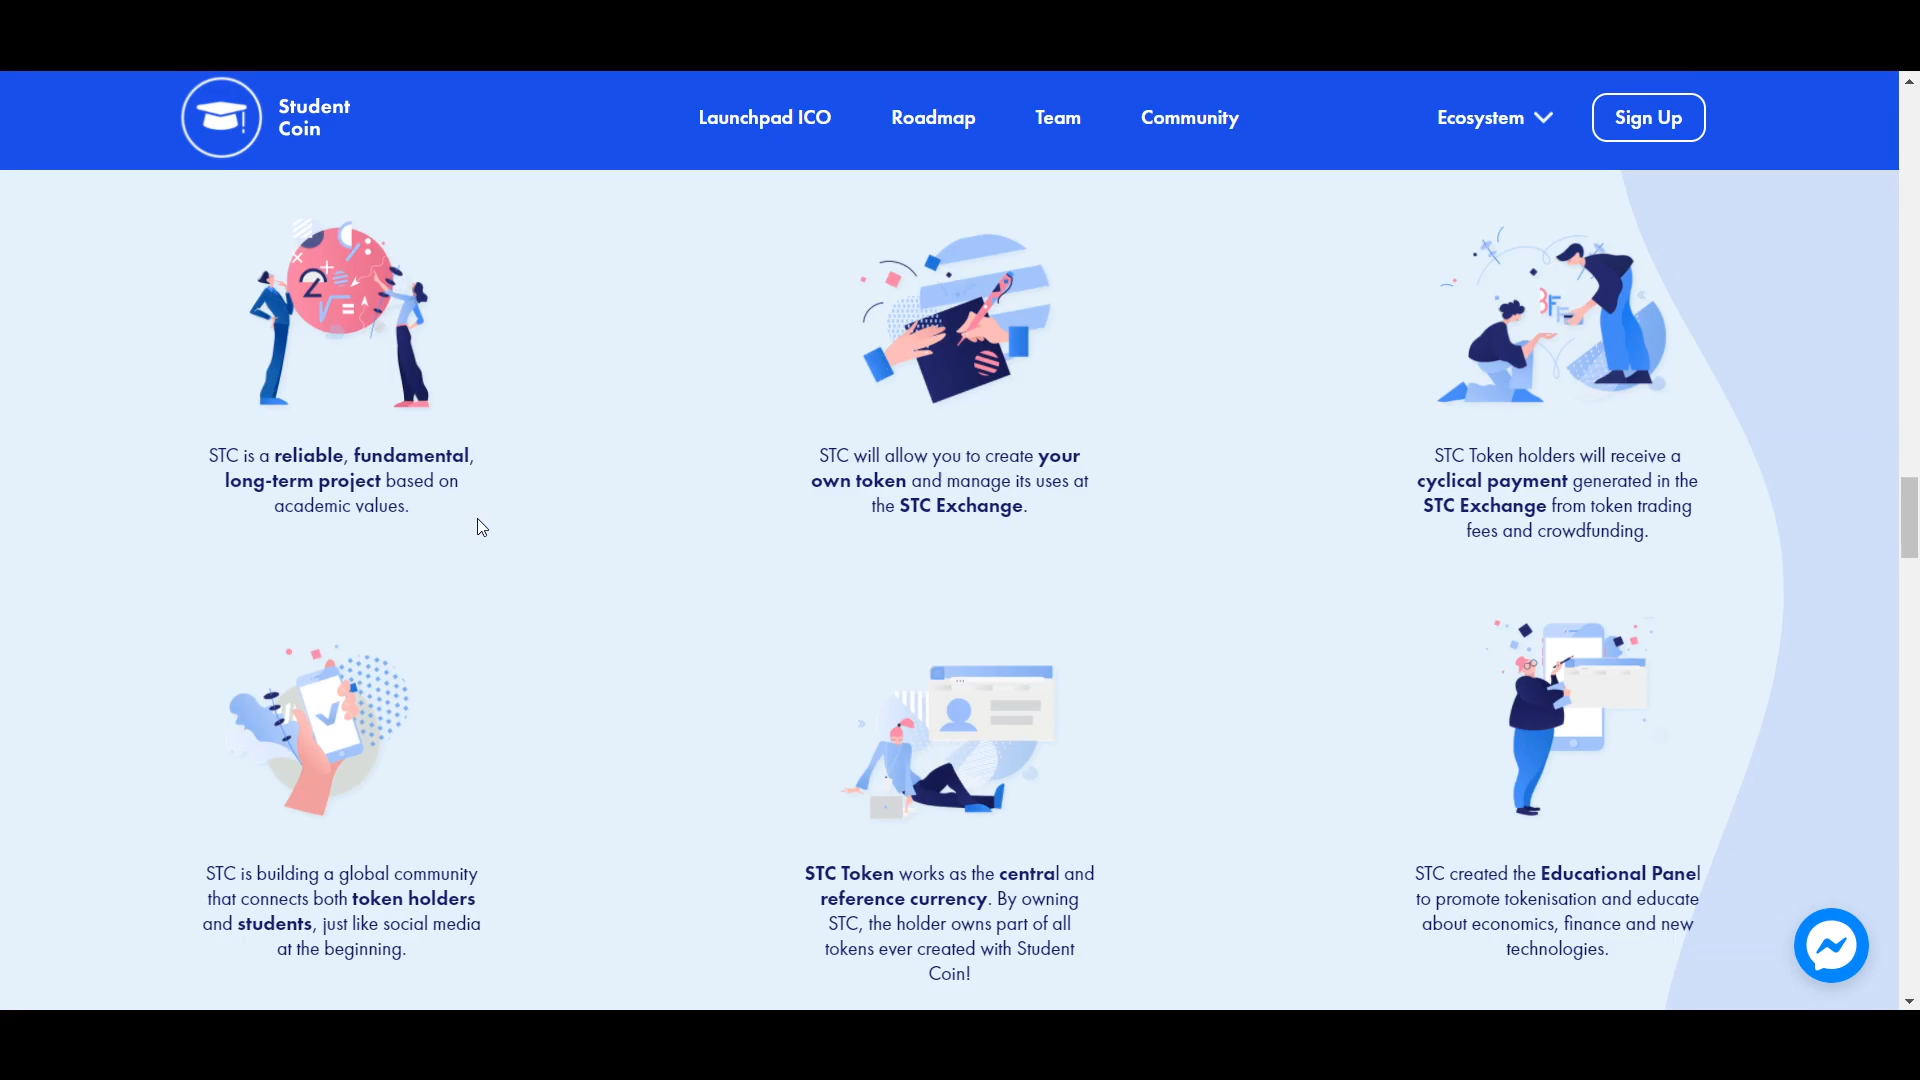 Student
Coin
Launchpad ICO
Roadmap
Team
Community
Ecosystem
Sign Up
STC is a reliable, fundamental,
long-term project based on
academic values.
STC will allow you to create your
own token and manage its uses at
the STC Exchange.
STC Token holders will receive a
cyclical payment generated in the
STC Exchange from token trading
fees and crowdfunding.
STC is building a global community
that connects both token holders
and students, just like social media
at the beginning.
STC Token works as the central and
reference currency. By owning
STC, the holder owns part of all
tokens ever created with Student
Coin!
STC created the Educational Panel
to promote tokenisation and educate
about economics, finance and new
technologies.